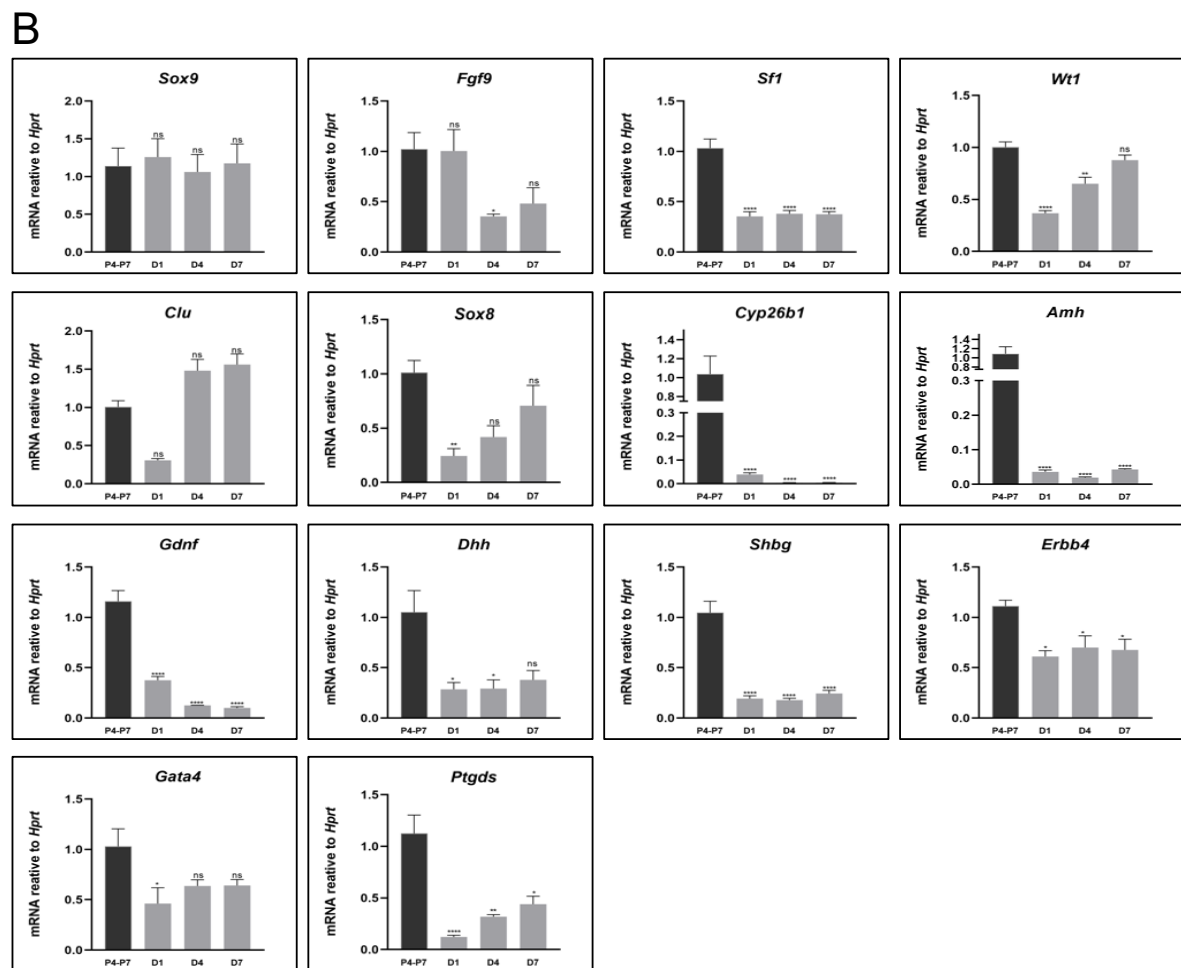 B
Sox9
mRNA reative to Hprt
2.0
1.5
1.0
0.5
0.0
ns
ns
ns
P4-P7 D1 D4 D7
Fgf9
mRNA reative to Hprt
1.5
1.0
0.5
0.0
ns
*
ns
P4-P7 D1 D4 D7
Sf1
mRNA reative to Hprt
1.5
1.0
0.5
0.0
**** **** ****
P4-P7 D1 D4 D7
Wt1
mRNA reative to Hprt
1.5
1.0
0.5
0.0
****
**
ns
P4-P7 D1 D4 D7
Clu
mRNA reative to Hprt
2.0
1.5
1.0
0.5
0.0
ns
ns
ns
P4-P7 D1 D4 D7
Sox8
mRNA reative to Hprt
1.5
1.0
0.5
0.0
**
ns
ns
P4-P7 D1 D4 D7
Cyp26b1
mRNA reative to Hprt
1.4
1.2
1.0
0.8
0.3
0.2
0.1
0.0
****
****
****
P4-P7 D1 D4 D7
Amh
mRNA reative to Hprt
1.4
1.2
1.0
0.8
0.3
0.2
0.1
0.0
****
****
****
P4-P7 D1 D4 D7
Gdnf
mRNA reative to Hprt
1.5
1.0
0.5
0.0
****
****
****
P4-P7 D1 D4 D7
Dhh
mRNA reative to Hprt
1.5
1.0
0.5
0.0
*
*
ns
P4-P7 D1 D4 D7
Shbg
mRNA reative to Hprt
1.5
1.0
0.5
0.0
****
****
****
P4-P7 D1 D4 D7
Erbb4
mRNA reative to Hprt
1.5
1.0
0.5
0.0
*
*
*
P4-P7 D1 D4 D7
Gata4
mRNA reative to Hprt
1.5
1.0
0.5
0.0
*
ns
ns
P4-P7 D1 D4 D7
Ptgds
mRNA reative to Hprt
1.5
1.0
0.5
0.0
****
**
*
P4-P7 D1 D4 D7